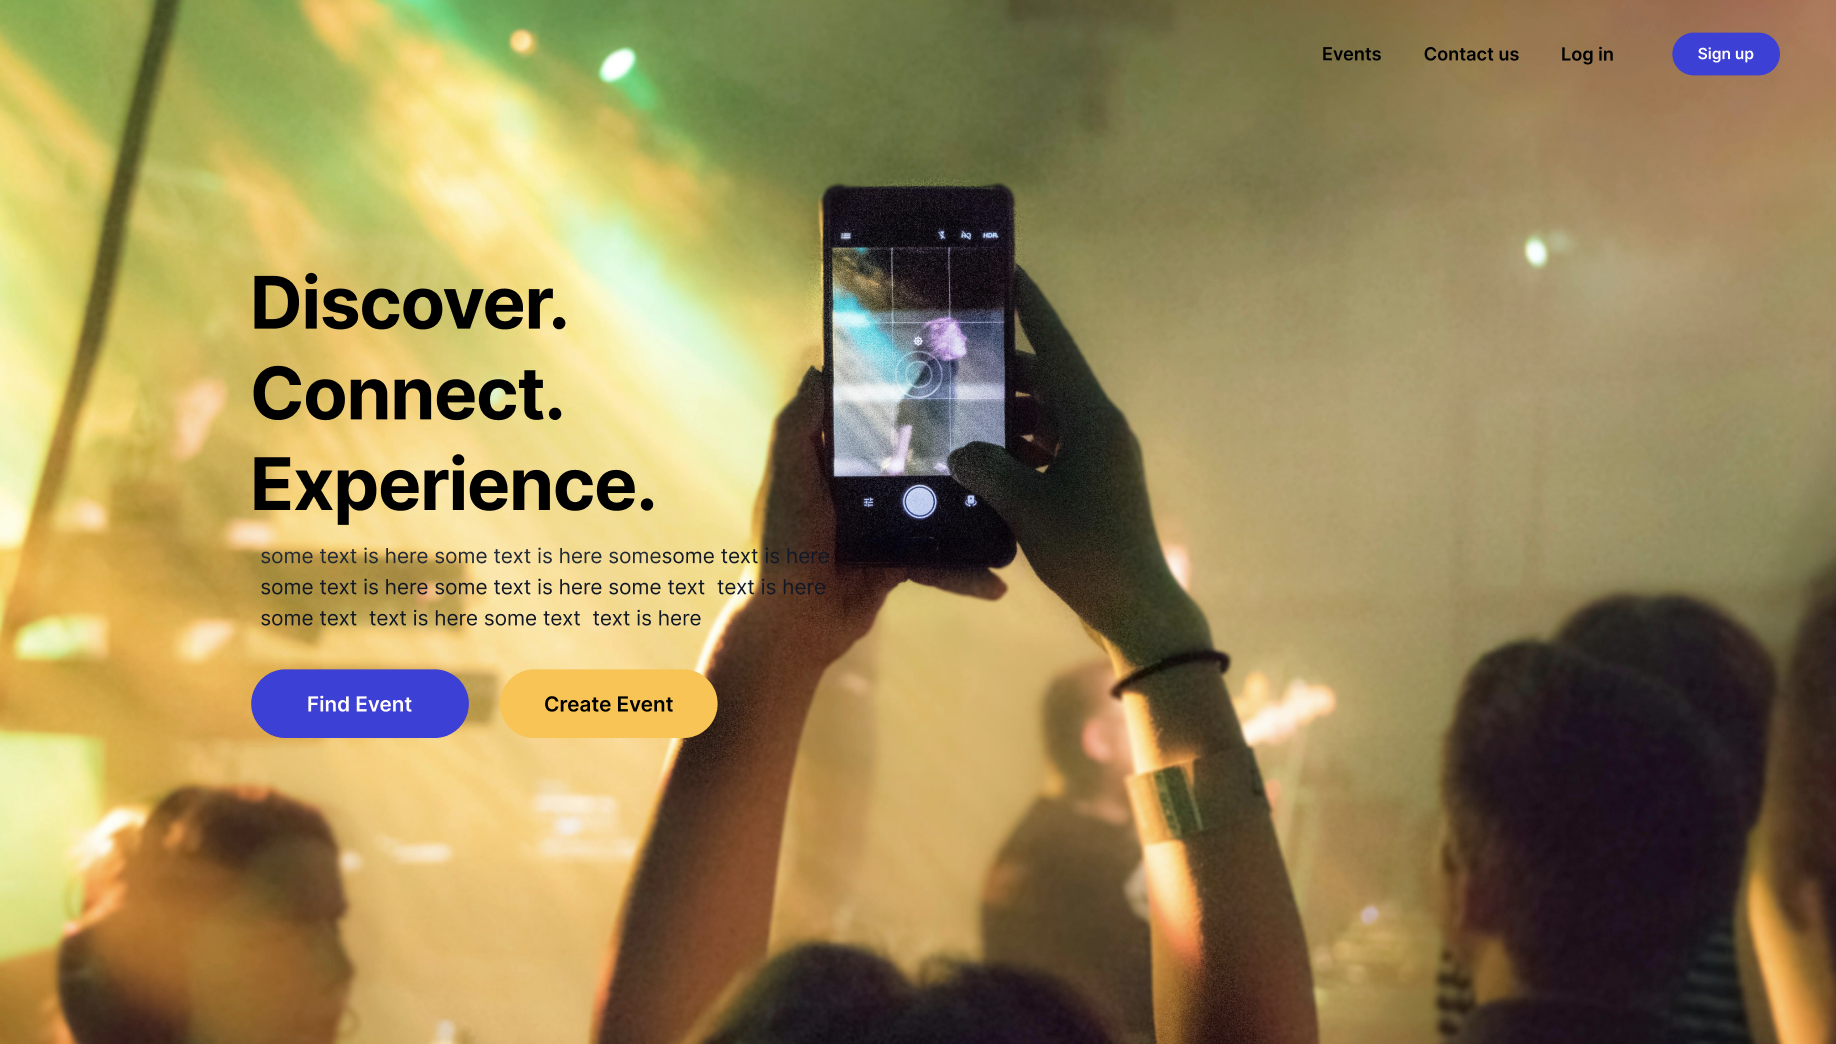 Events Contact us Log in Sign up
HQ HDR
Discover.
Connect.
Experience.
some text is here some text is here somesome text is here
some text is here some text is here some text  text is here
some text  text is here some text  text is here
Find Event Create Event